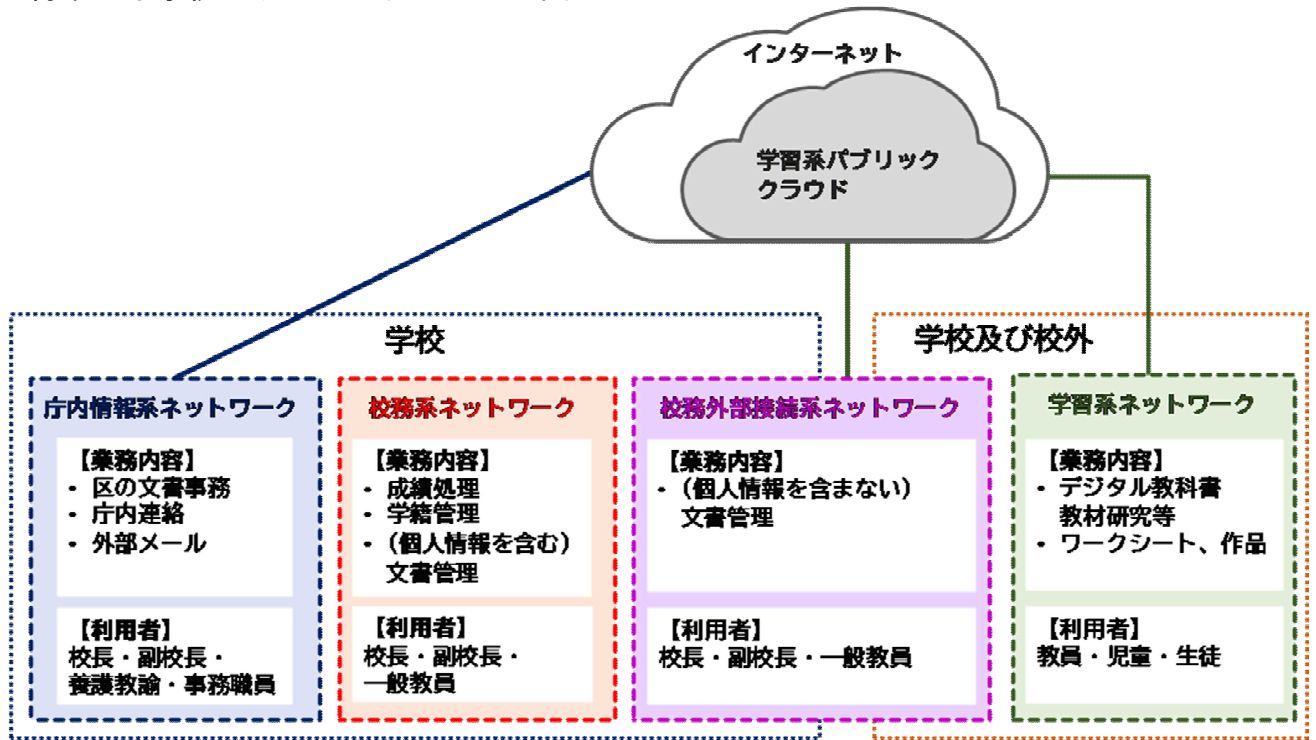 インターネット
学習系パブリック
クラウド
学校
学校及び校外
庁内情報系ネットワーク
【業務内容】
・ 区の文書事務
・ 庁内連絡
・ 外部メール
【利用者】
校長・副校長・
養護教諭・事務職員
校務系ネットワーク
【業務内容】
・ 成績処理
・ 学籍管理
・ (個人情報を含む)
文書管理
【利用者】
校長・副校長・
一般教員
校務外部接続系ネットワーク
【業務内容】
・ (個人情報を含まない)
文書管理
【利用者】
校長・副校長・一般教員
学習系ネットワーク
【業務内容】
・ デジタル教科書
教材研究等
・ ワークシート、作品
【利用者】
教員・児童・生徒